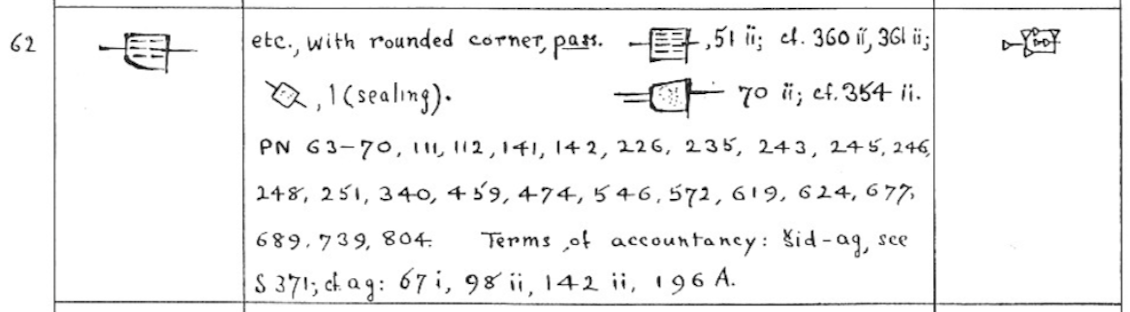 62 etc., with rounded corner, pass. , 51 ii; cf. 360 ii, 361 ii;
, 1 (sealing). 70 ii; cf. 354 ii.
PN 63-70, 111, 112, 141, 142, 226, 235, 243, 245, 246,
248, 251, 340, 459, 474, 546, 572, 619, 624, 677,
689, 739, 804. Terms of accountancy: šid-ag, see
S 371; cf. ag: 67 i, 98 ii, 142 ii, 196 A.